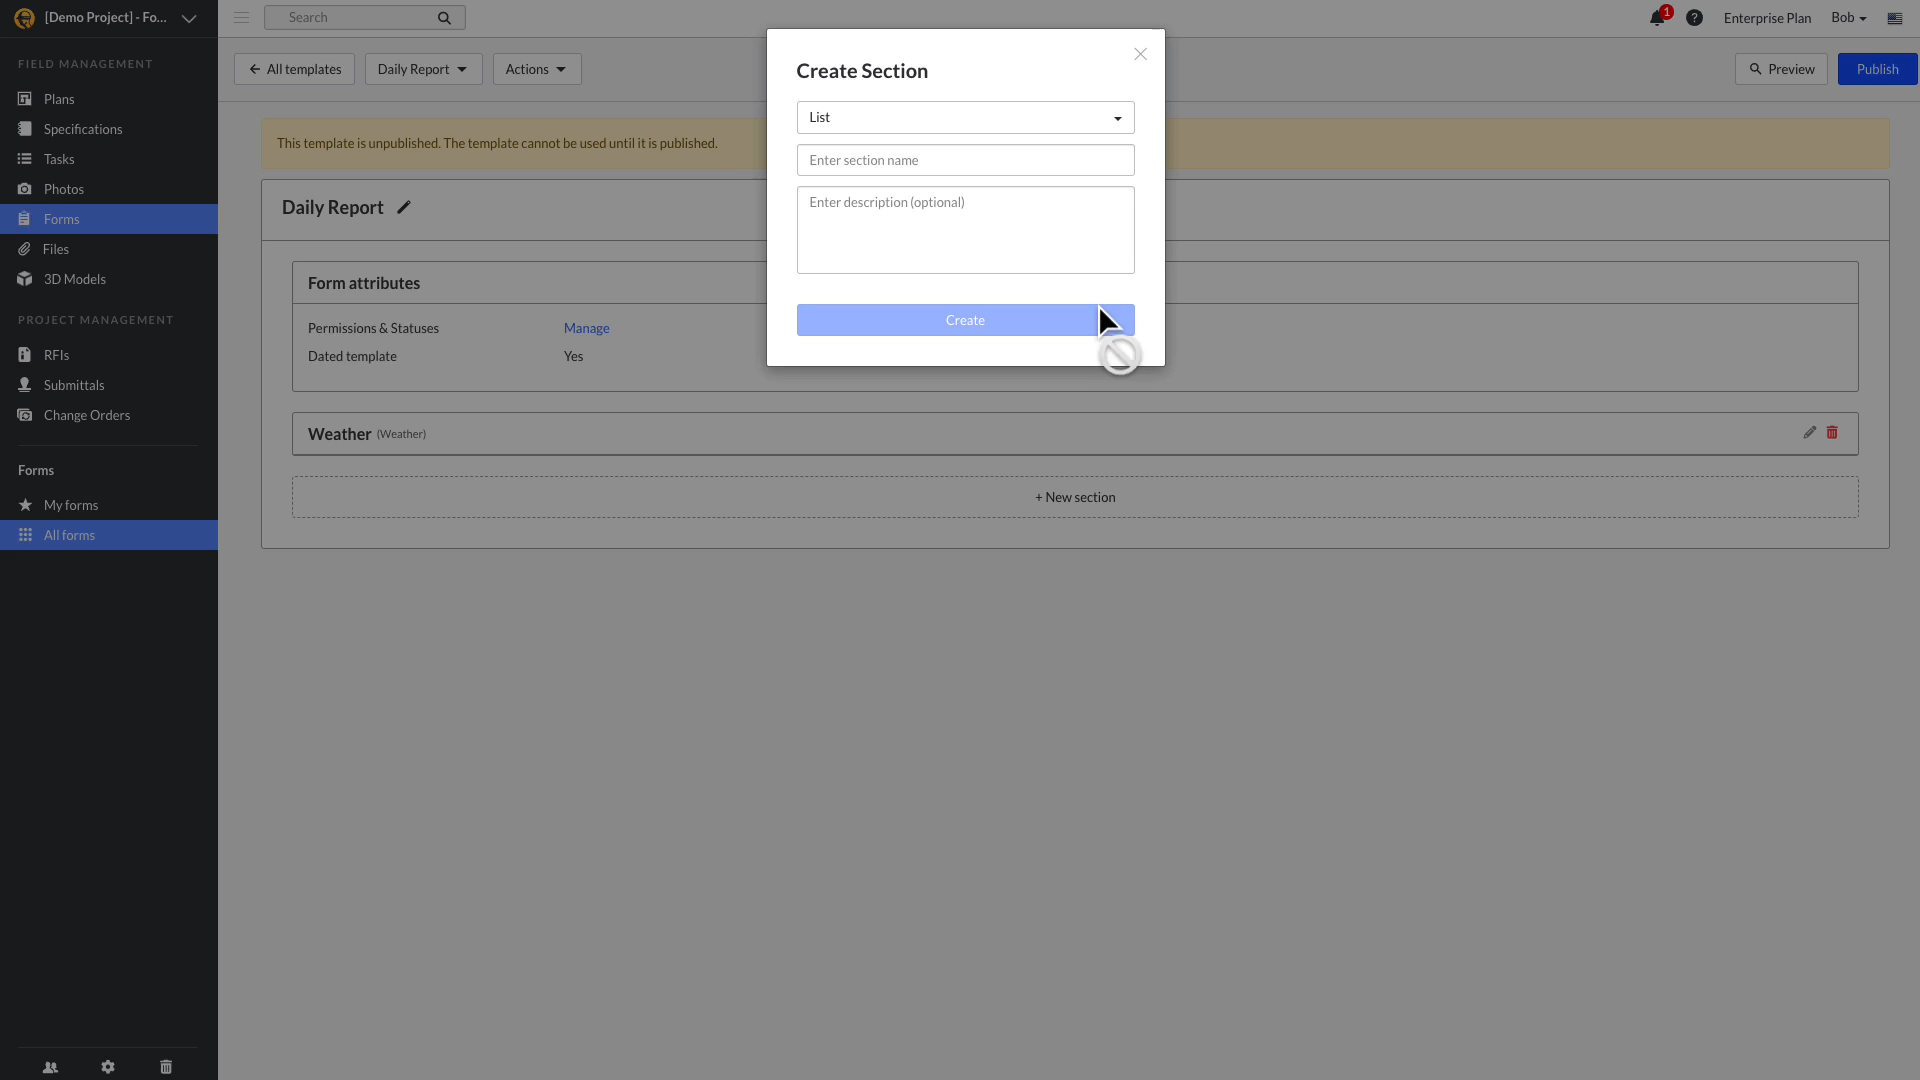 [Demo Project] - Fo...
Search
1
?
Enterprise Plan
Bob
FIELD MANAGEMENT
Plans
Specifications
Tasks
Photos
Forms
Files
3D Models
PROJECT MANAGEMENT
RFIs
Submittals
Change Orders
Forms
My forms
All forms
All templates
Daily Report
Actions
Preview
Publish
This template is unpublished. The template cannot be used until it is published.
Daily Report
Form attributes
Permissions & Statuses
Manage
Dated template
Yes
Weather (Weather)
+ New section
Create Section
List
Enter section name
Enter description (optional)
Create